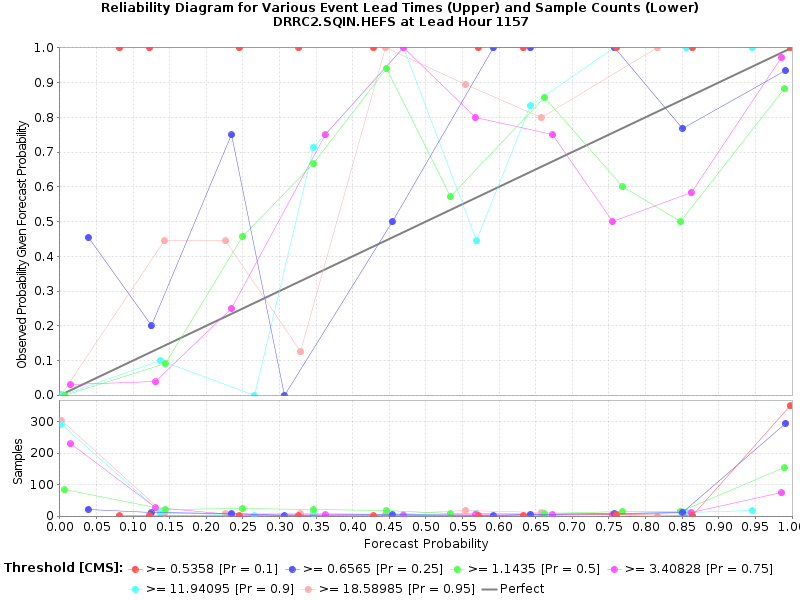 Reliability Diagram for Various Event Lead Times (Upper) and Sample Counts (Lower)
DRRC2.SQIN.HEFS at Lead Hour 1157
Observed Probability Given Forecast Probability
1.0
0.9
0.8
0.7
0.6
0.5
0.4
0.3
0.2
0.1
0.0
Samples
300
200
100
0
0.00 0.05 0.10 0.15 0.20 0.25 0.30 0.35 0.40 0.45 0.50 0.55 0.60 0.65 0.70 0.75 0.80 0.85 0.90 0.95 1.0
Forecast Probability
Threshold [CMS]: >= 0.5358 [Pr = 0.1] >= 0.6565 [Pr = 0.25] >= 1.1435 [Pr = 0.5] >= 3.40828 [Pr = 0.75]
>= 11.94095 [Pr = 0.9] >= 18.58985 [Pr = 0.95] Perfect